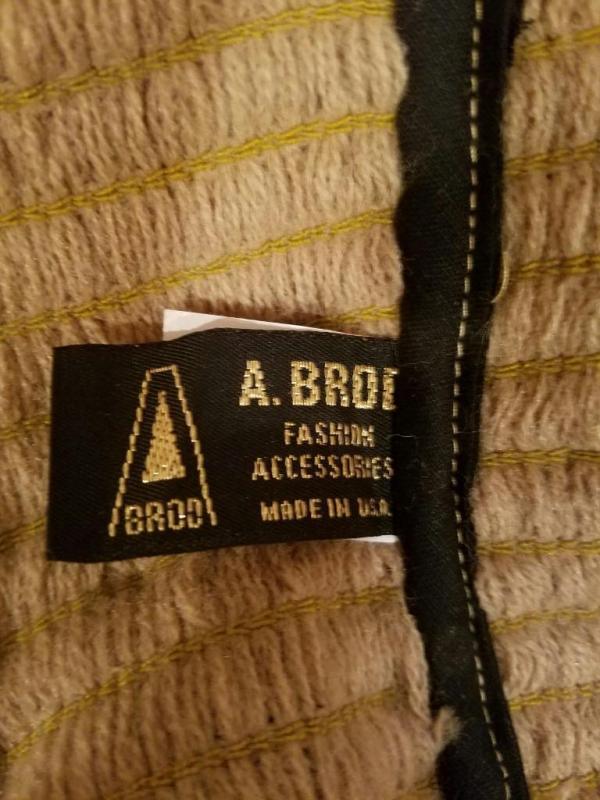 A. BROD
FASHION
ACCESSORIES
MADE IN U.S.A.
BROD